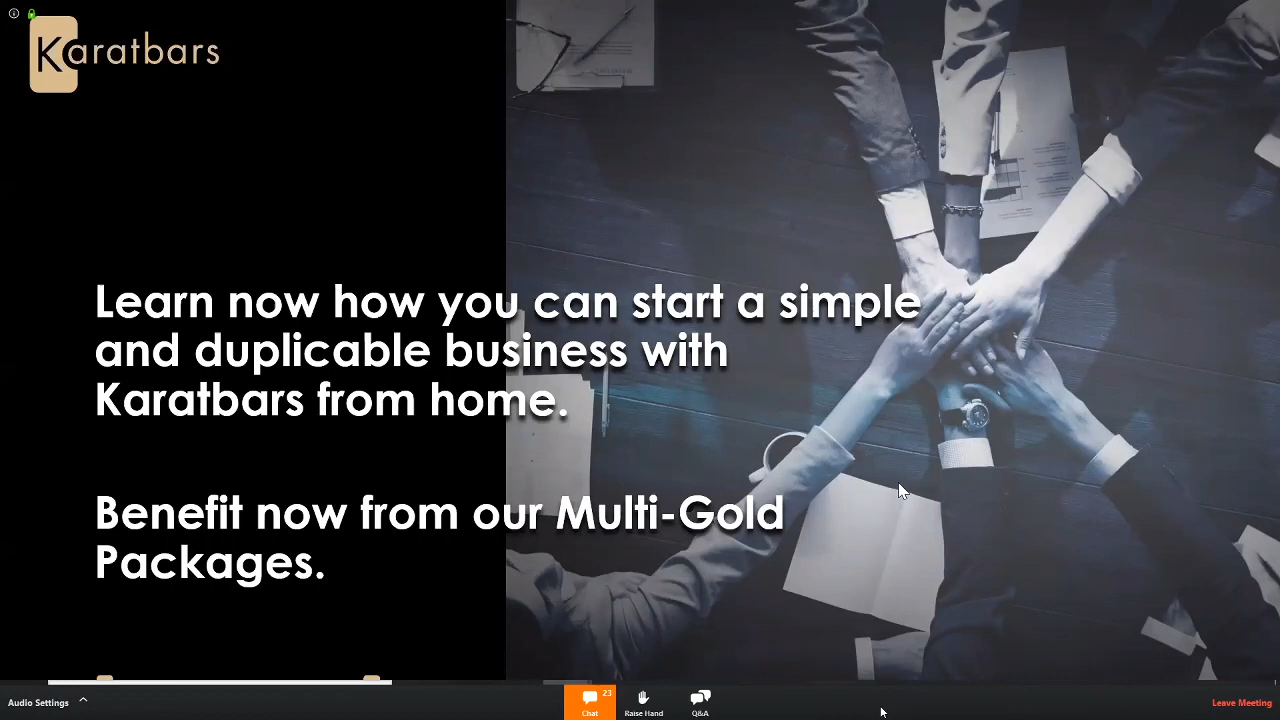 Karatbars
Learn now how you can start a simple
and duplicable business with
Karatbars from home.
Benefit now from our Multi-Gold
Packages.
Audio Settings
23
Chat
Raise Hand
Q&A
Leave Meeting